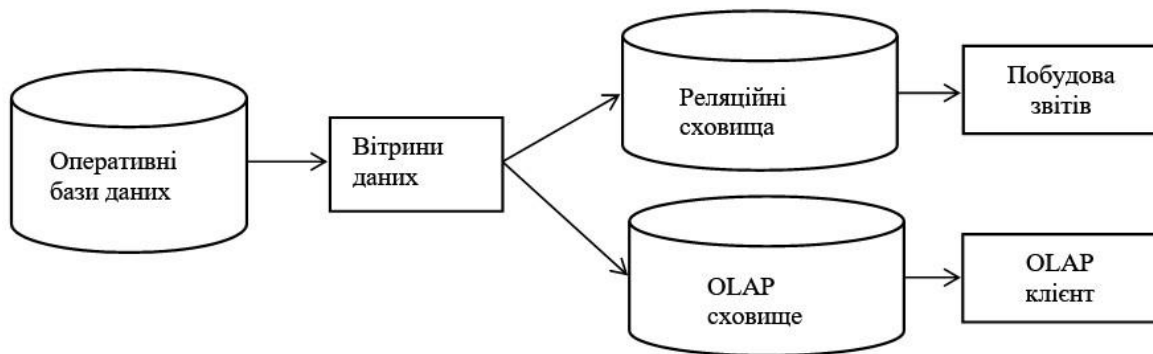 Оперативні
бази даних
Вітрини
даних
Реляційні
сховища
Побудова
звітів
OLAP
сховище
OLAP
клієнт